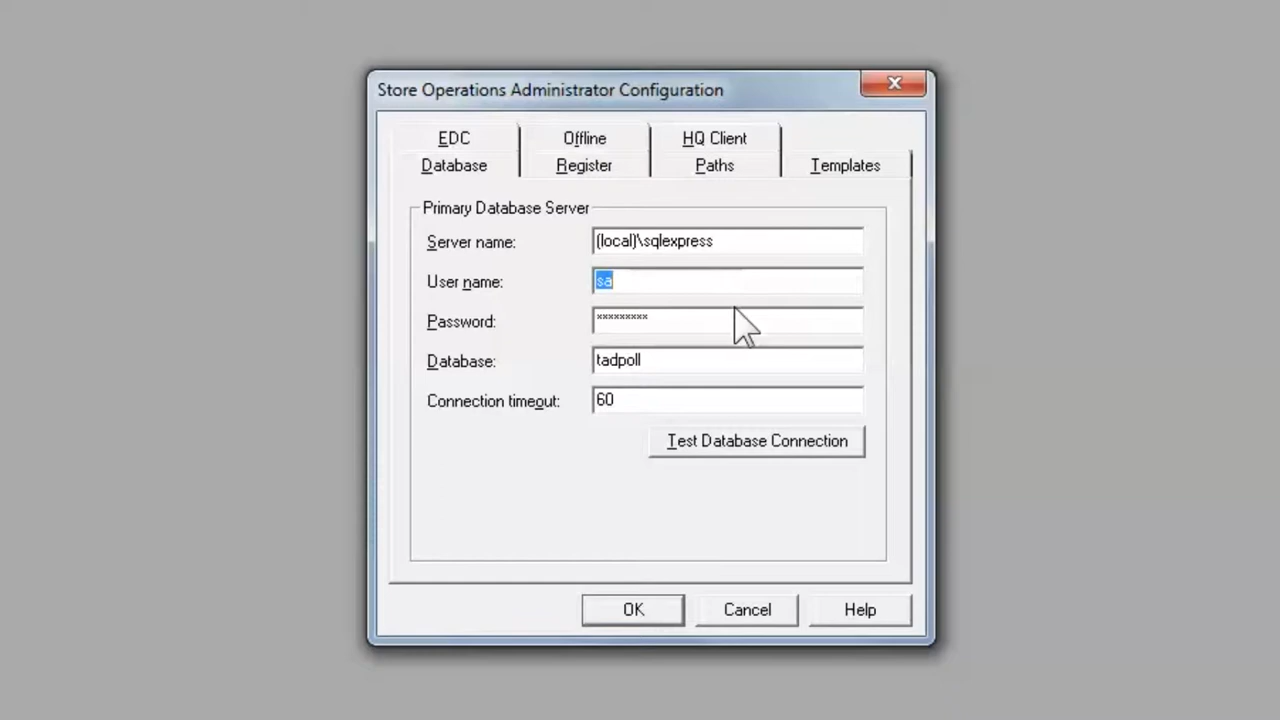 Store Operations Administrator Configuration
EDC
Offline
HQ Client
Database
Register
Paths
Templates
Primary Database Server
Server name:
(local)\sqlexpress
User name:
sa
Password:
*********
Database:
tadpoll
Connection timeout:
60
Test Database Connection
OK
Cancel
Help